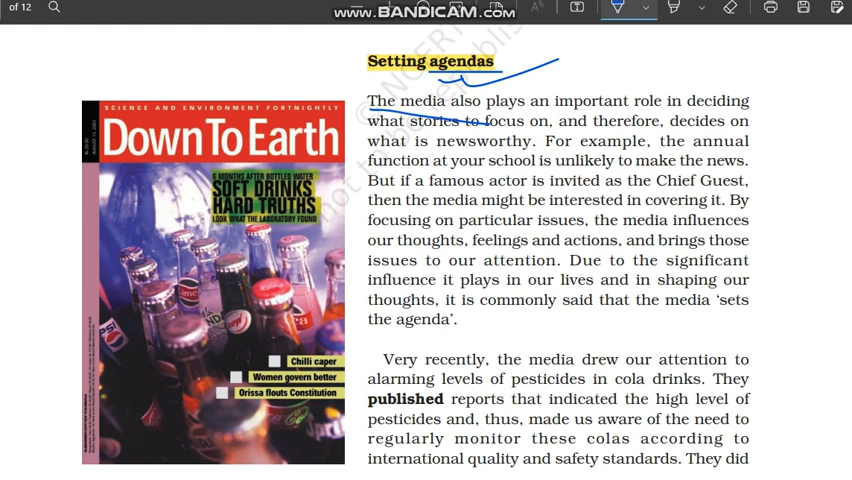 of 12
WWW.BANDICAM.COM
Setting agendas
The media also plays an important role in deciding
what stories to focus on, and therefore, decides on
what is newsworthy. For example, the annual
function at your school is unlikely to make the news.
But if a famous actor is invited as the Chief Guest,
then the media might be interested in covering it. By
focusing on particular issues, the media influences
our thoughts, feelings and actions, and brings those
issues to our attention. Due to the significant
influence it plays in our lives and in shaping our
thoughts, it is commonly said that the media ‘sets
the agenda’.
Very recently, the media drew our attention to
alarming levels of pesticides in cola drinks. They
published reports that indicated the high level of
pesticides and, thus, made us aware of the need to
regularly monitor these colas according to
international quality and safety standards. They did
SCIENCE AND ENVIRONMENT FORTNIGHTLY
Down To Earth
6 MONTHS AFTER BOTTLED WATER
SOFT DRINKS
HARD TRUTHS
LOOK WHAT THE LABORATORY FOUND
Chilli caper
Women govern better
Orissa flouts Constitution
© NCERT
not to be republished